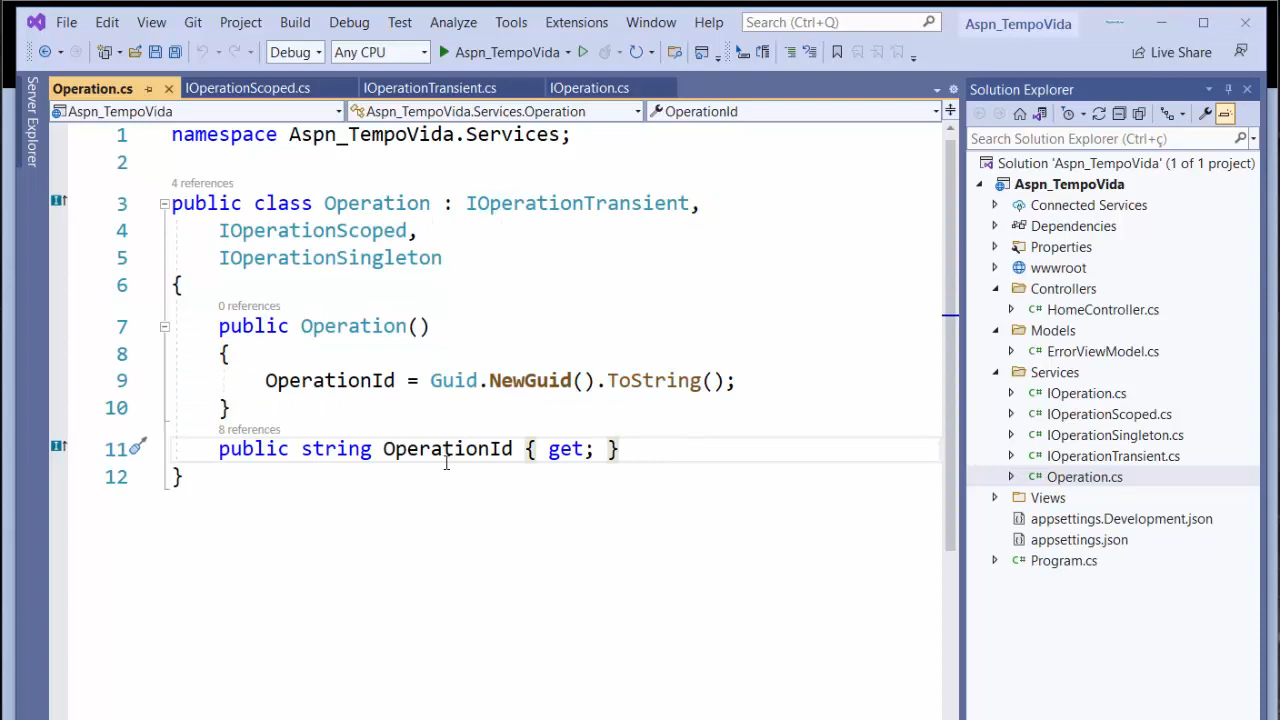 File Edit View Git Project Build Debug Test Analyze Tools Extensions Window Help Search (Ctrl+Q) Aspn_TempoVida
Debug Any CPU Aspn_TempoVida Live Share
Server Explorer
Operation.cs IOperationScoped.cs IOperationTransient.cs IOperation.cs
Aspn_TempoVida Aspn_TempoVida.Services.Operation OperationId
1 namespace Aspn_TempoVida.Services;
2
4 references
3 public class Operation : IOperationTransient,
4 IOperationScoped,
5 IOperationSingleton
6 {
0 references
7 public Operation()
8 {
9 OperationId = Guid.NewGuid().ToString();
10 }
8 references
11 public string OperationId { get; }
12 }
Solution Explorer
Search Solution Explorer (Ctrl+ç)
Solution 'Aspn_TempoVida' (1 of 1 project)
Aspn_TempoVida
Connected Services
Dependencies
Properties
wwwroot
Controllers
C# HomeController.cs
Models
C# ErrorViewModel.cs
Services
C# IOperation.cs
C# IOperationScoped.cs
C# IOperationSingleton.cs
C# IOperationTransient.cs
C# Operation.cs
Views
appsettings.Development.json
appsettings.json
C# Program.cs